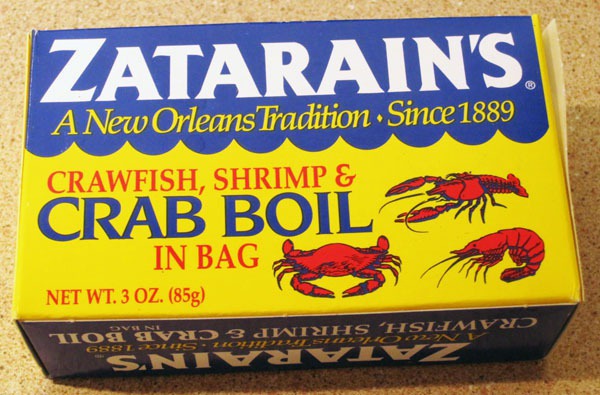 ZATARAIN'S®
A New Orleans Tradition • Since 1889
CRAWFISH, SHRIMP &
CRAB BOIL
IN BAG
NET WT. 3 OZ. (85g)
ZATARAIN'S
A New Orleans Tradition • Since 1889
CRAWFISH, SHRIMP & CRAB BOIL
IN BAG